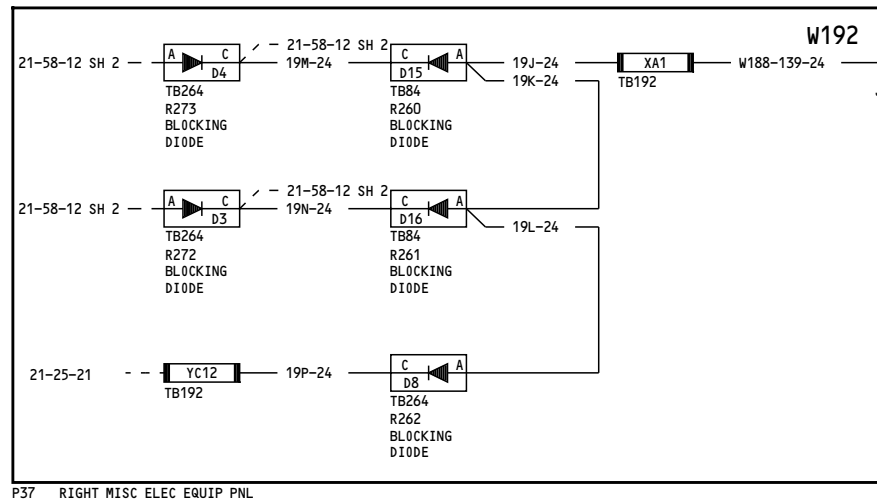 W192
21-58-12 SH 2
A C
D4
TB264
R273
BLOCKING
DIODE
21-58-12 SH 2
19M-24
C A
D15
TB84
R260
BLOCKING
DIODE
19J-24
19K-24
XA1
TB192
W188-139-24
21-58-12 SH 2
A C
D3
TB264
R272
BLOCKING
DIODE
21-58-12 SH 2
19N-24
C A
D16
TB84
R261
BLOCKING
DIODE
19L-24
21-25-21
YC12
TB192
19P-24
C A
D8
TB264
R262
BLOCKING
DIODE
P37 RIGHT MISC ELEC EQUIP PNL